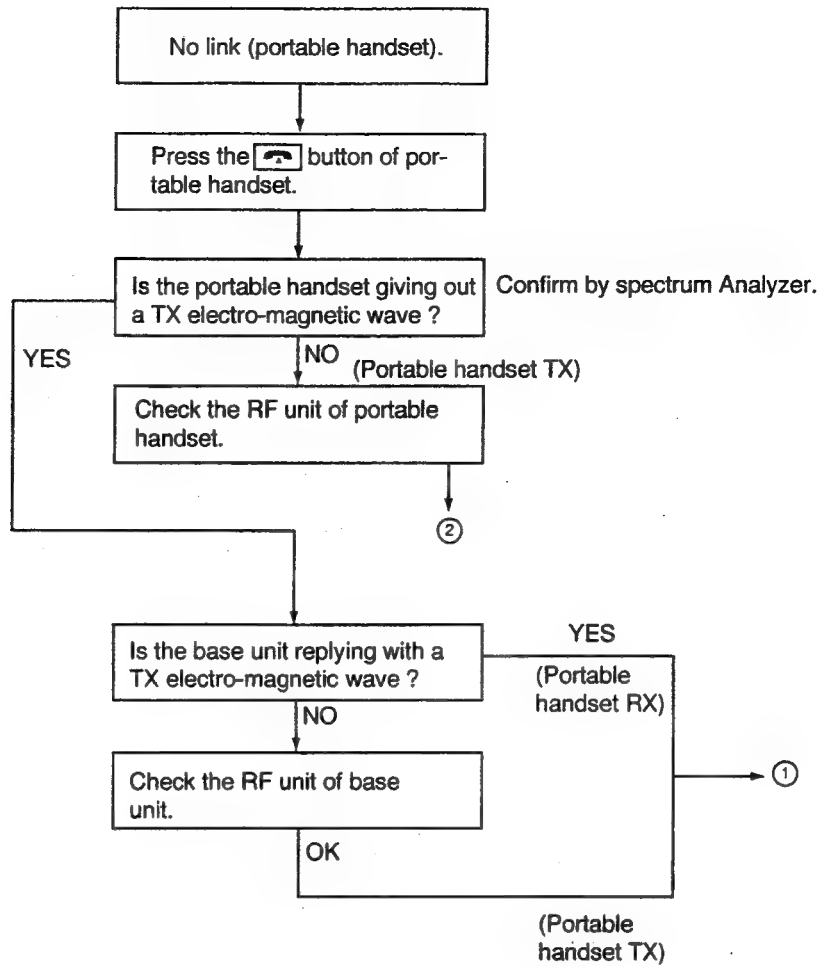 No link (portable handset).
Press the button of por-
table handset.
Is the portable handset giving out
a TX electro-magnetic wave ?
Confirm by spectrum Analyzer.
YES
NO
(Portable handset TX)
Check the RF unit of portable
handset.
②
Is the base unit replying with a
TX electro-magnetic wave ?
YES
(Portable
handset RX)
NO
①
Check the RF unit of base
unit.
OK
(Portable
handset TX)